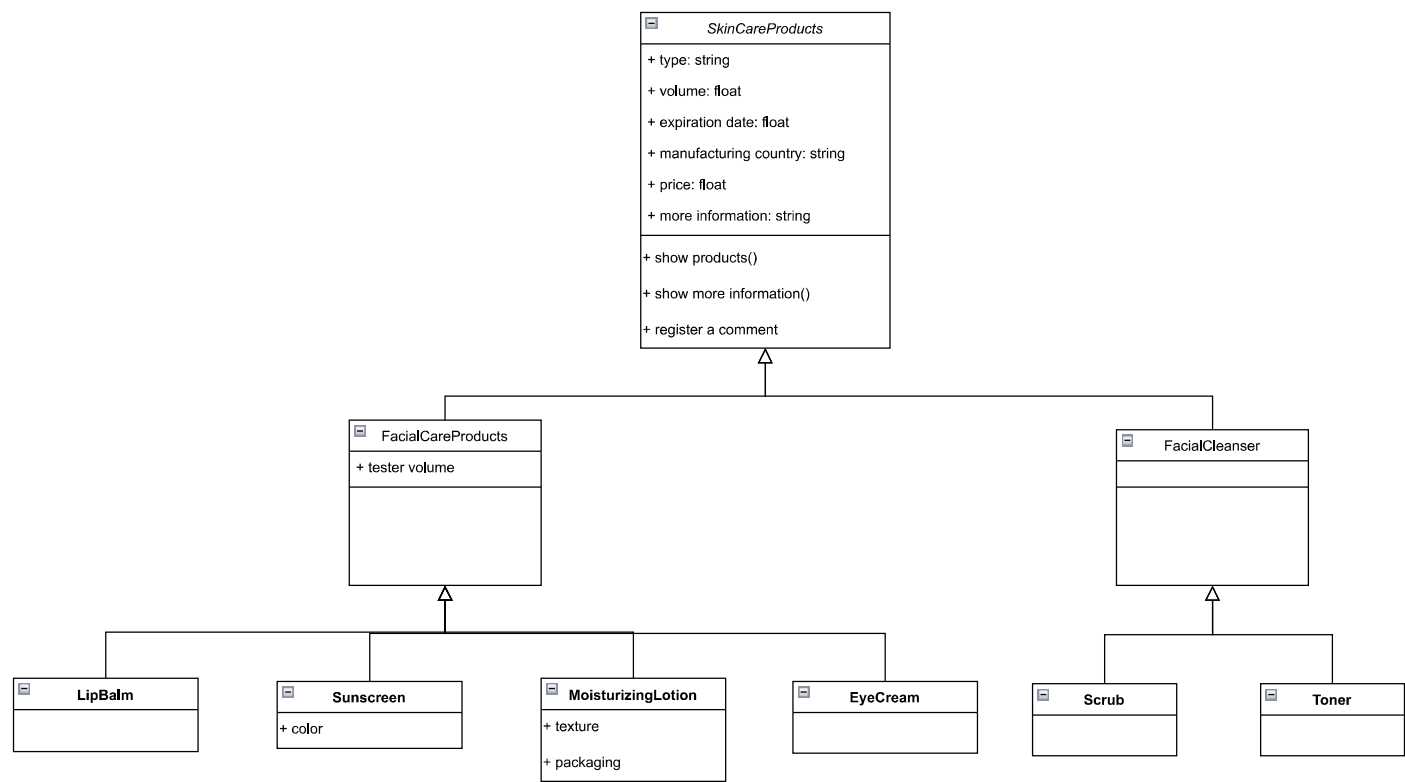 SkinCareProducts
+ type: string
+ volume: float
+ expiration date: float
+ manufacturing country: string
+ price: float
+ more information: string
+ show products()
+ show more information()
+ register a comment
FacialCareProducts
+ tester volume
FacialCleanser
LipBalm
Sunscreen
+ color
MoisturizingLotion
+ texture
+ packaging
EyeCream
Scrub
Toner